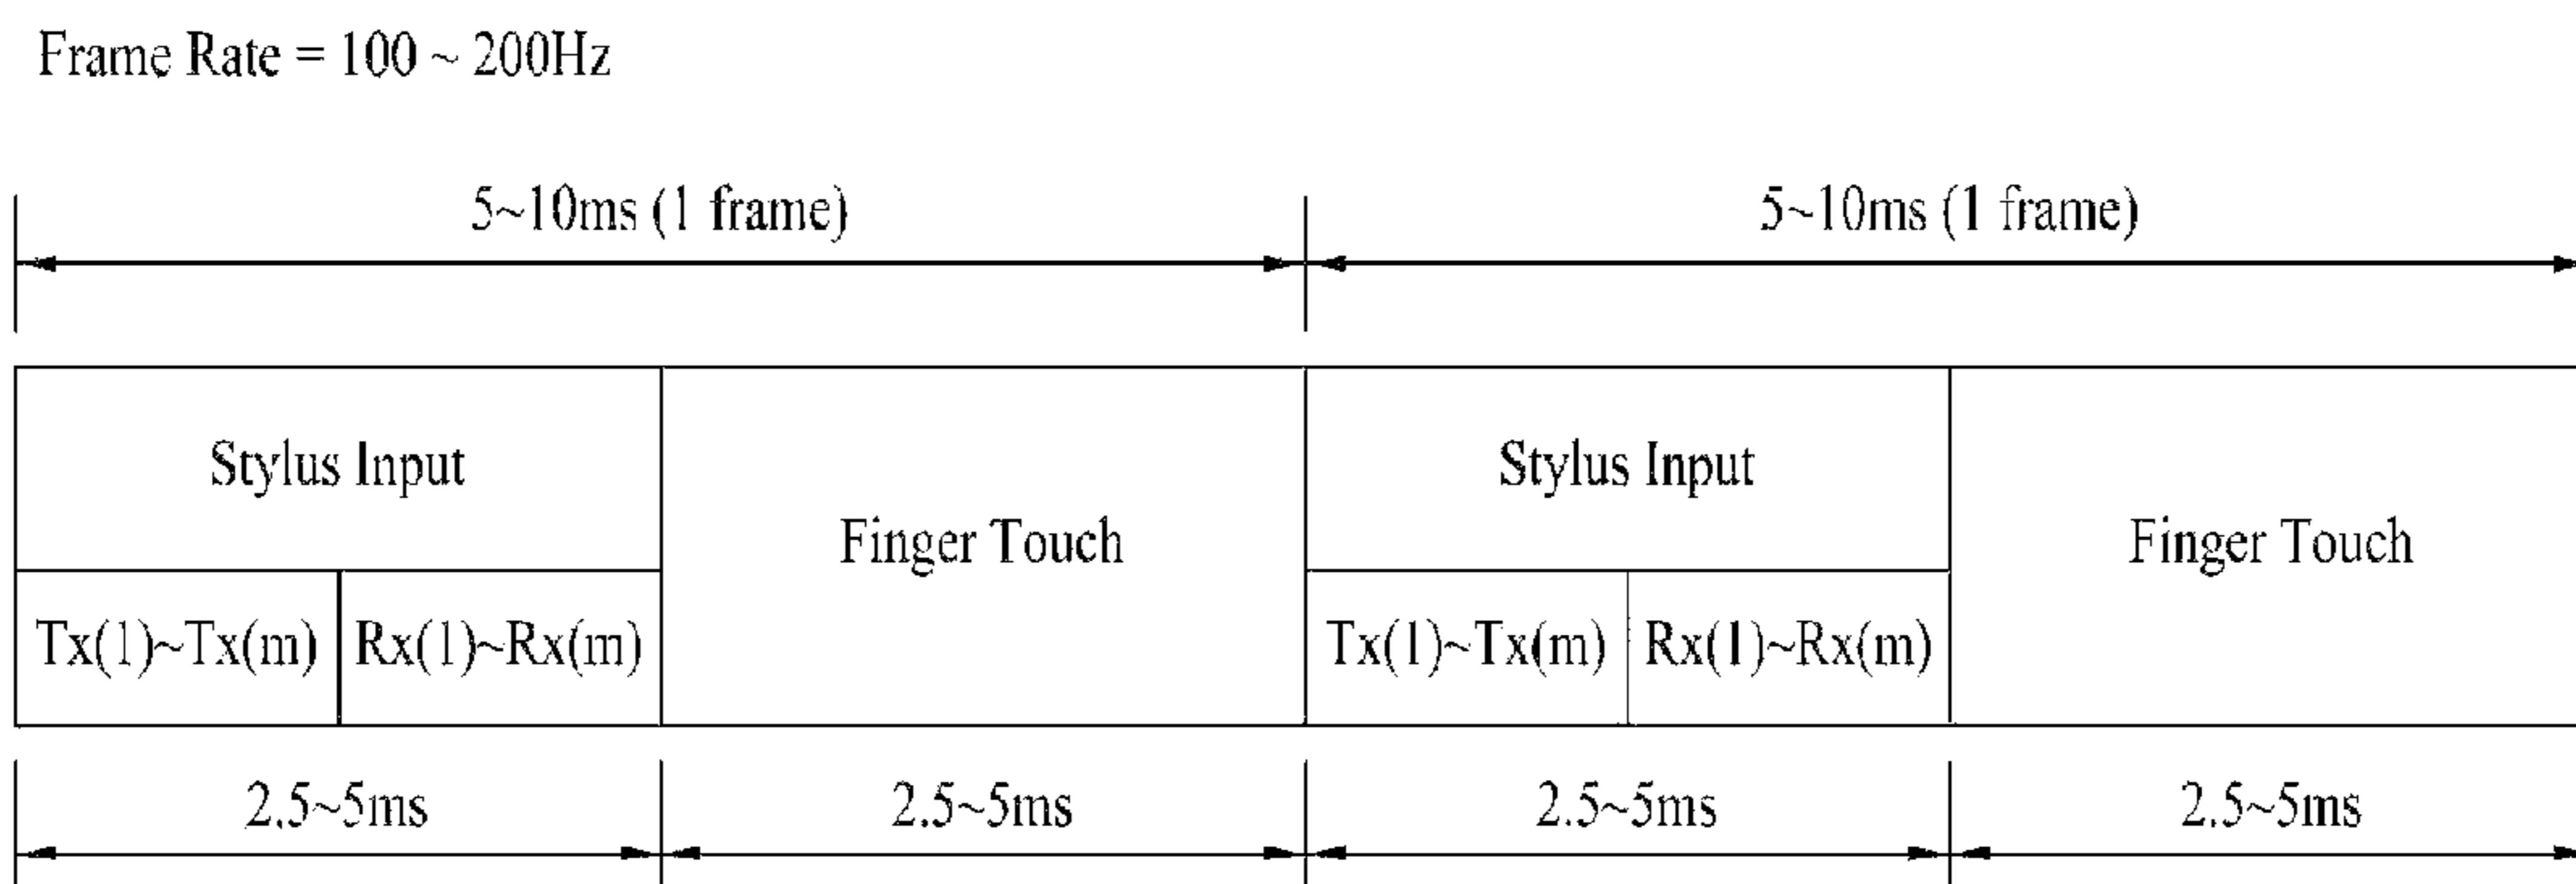 Frame Rate = 100 ~ 200Hz
5~10ms (1 frame) 5~10ms (1 frame)
Stylus Input Stylus Input
Finger Touch Finger Touch
Tx(1)~Tx(m) Rx(1)~Rx(m) Tx(1)~Tx(m) Rx(1)~Rx(m)
2.5~5ms 2.5~5ms 2.5~5ms 2.5~5ms